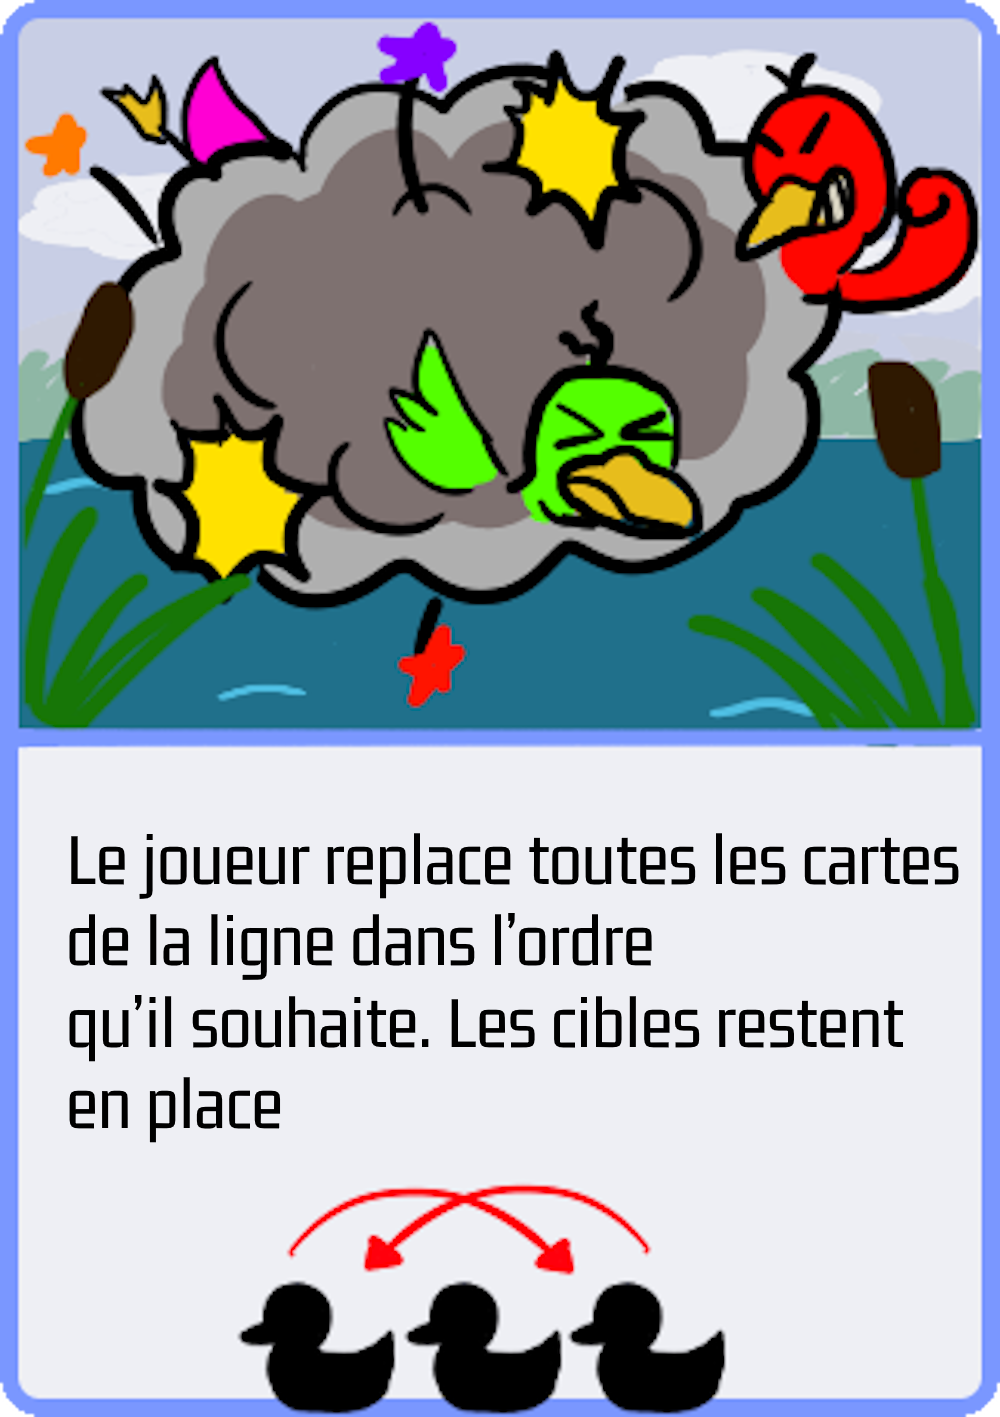 Le joueur replace toutes les cartes
de la ligne dans l’ordre
qu’il souhaite. Les cibles restent
en place